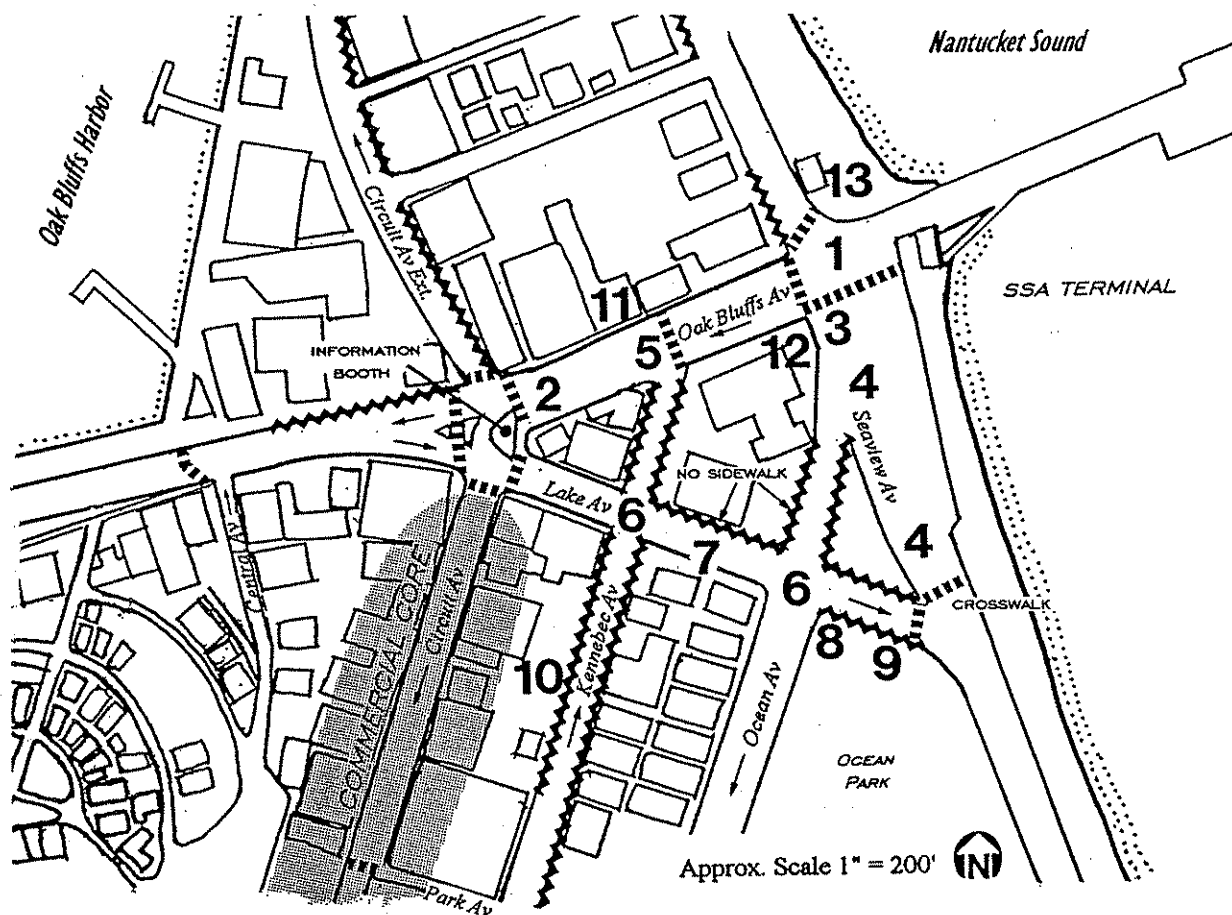 Nantucket Sound
Oak Bluffs Harbor
13
Circuit Av Ext.
1
SSA TERMINAL
11
Oak Bluffs Av
3
INFORMATION
BOOTH
5
12
2
4
Seaview Av
NO SIDEWALK
Lake Av
6
7
4
6
CROSSWALK
Central Av
COMMERCIAL CORE
Circuit Av
Kennebec Av
8
9
10
Ocean Av
OCEAN
PARK
Approx. Scale 1" = 200'
N
Park Av